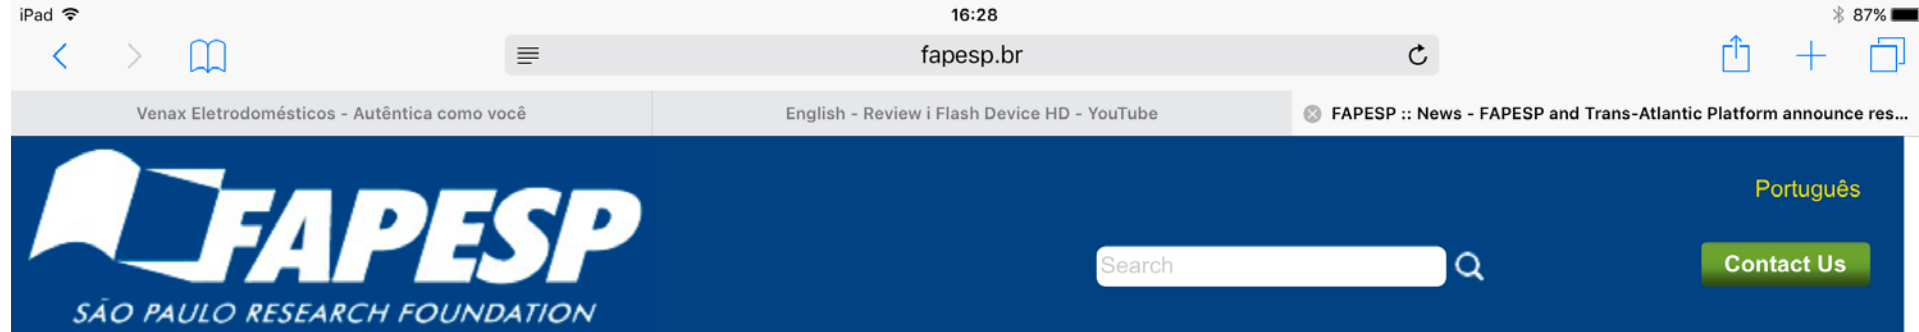 iPad 16:28 87%
fapesp.br
Venax Eletrodomésticos - Autêntica como você English - Review i Flash Device HD - YouTube FAPESP :: News - FAPESP and Trans-Atlantic Platform announce res...
Português
FAPESP
Search Contact Us
SÃO PAULO RESEARCH FOUNDATION